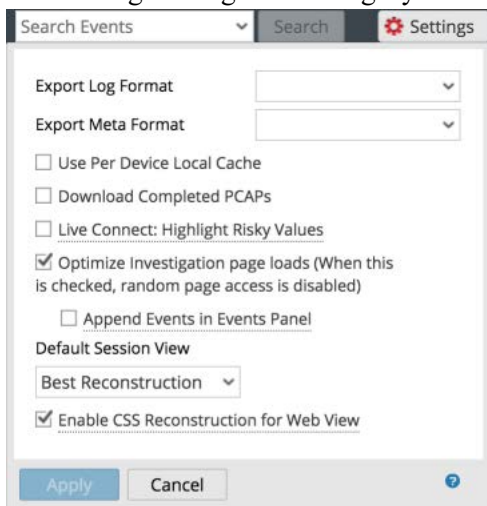 Search Events Search Settings
Export Log Format
Export Meta Format
Use Per Device Local Cache
Download Completed PCAPs
Live Connect: Highlight Risky Values
Optimize Investigation page loads (When this
is checked, random page access is disabled)
Append Events in Events Panel
Default Session View
Best Reconstruction
Enable CSS Reconstruction for Web View
Apply Cancel ?